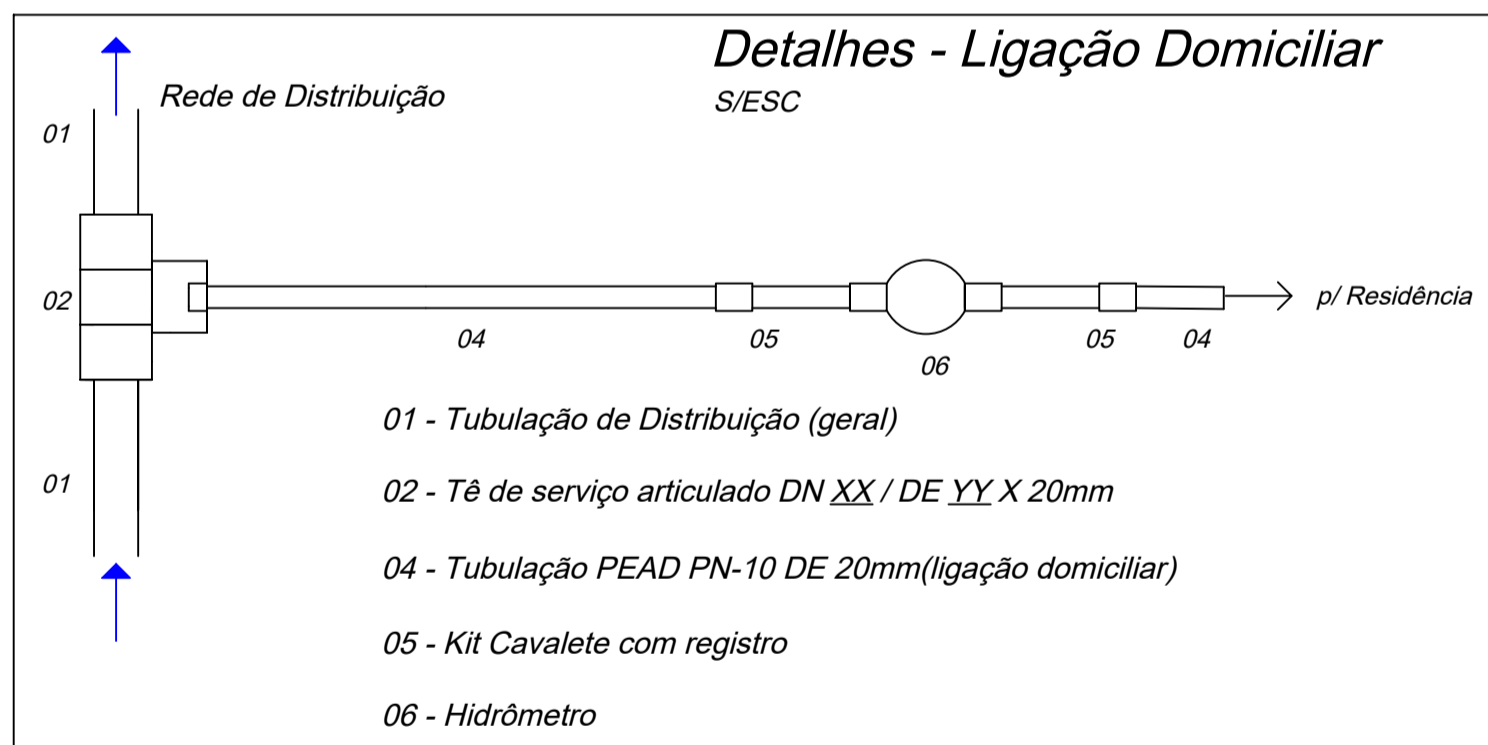 Detalhes - Ligação Domiciliar
S/ESC
Rede de Distribuição
01
02
04
05
06
05
04
p/ Residência
01
01 - Tubulação de Distribuição (geral)
02 - Tê de serviço articulado DN XX / DE YY X 20mm
04 - Tubulação PEAD PN-10 DE 20mm(ligação domiciliar)
05 - Kit Cavalete com registro
06 - Hidrômetro